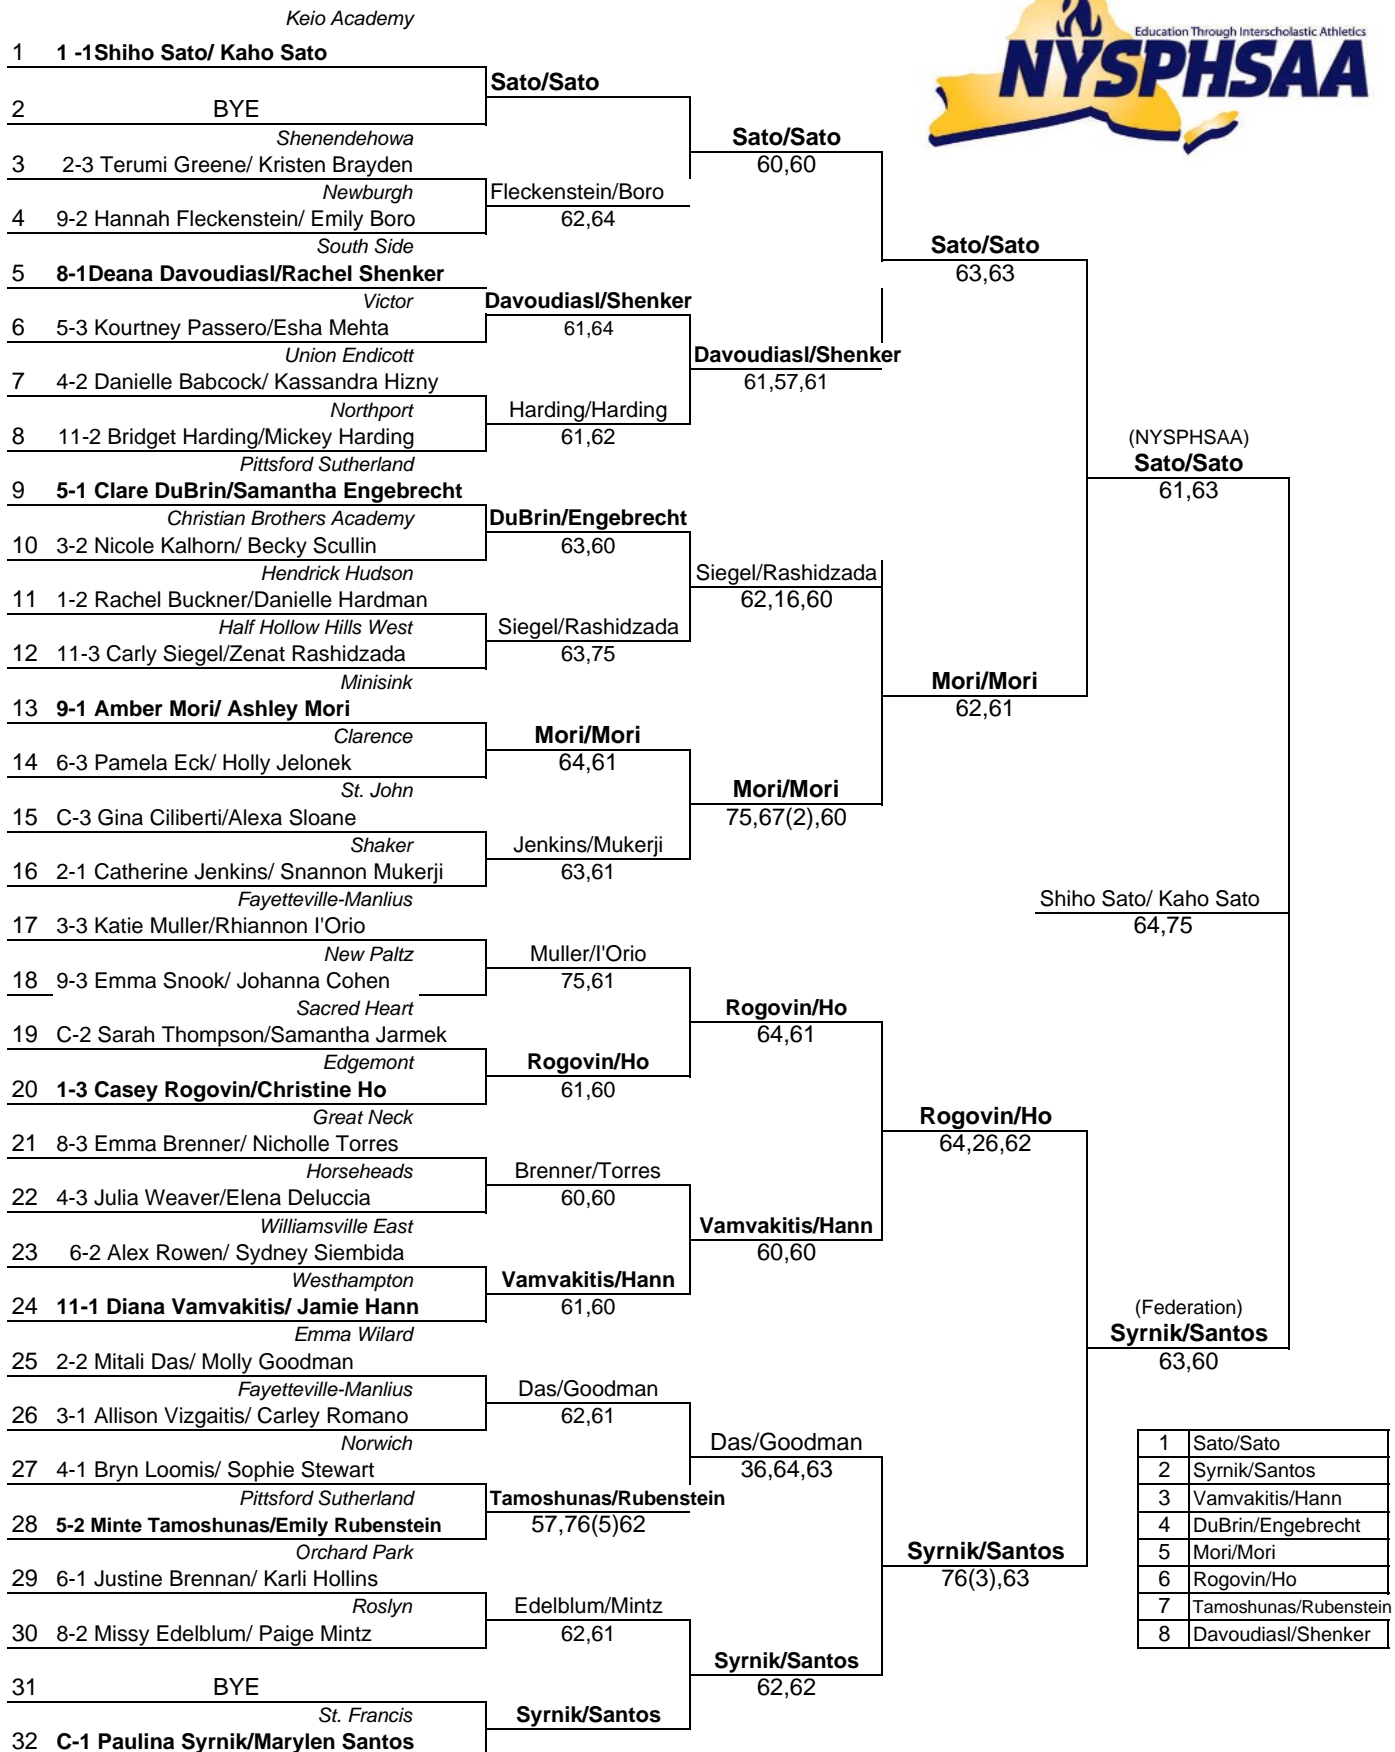 Keio Academy
Education Through Interscholastic Athletics
NYSPHSAA
1 1 -1Shiho Sato/ Kaho Sato
Sato/Sato
2 BYE
Shenendehowa
Sato/Sato
3 2-3 Terumi Greene/ Kristen Brayden
60,60
Newburgh
Fleckenstein/Boro
4 9-2 Hannah Fleckenstein/ Emily Boro
62,64
South Side
Sato/Sato
5 8-1Deana Davoudiasl/Rachel Shenker
63,63
Victor
Davoudiasl/Shenker
6 5-3 Kourtney Passero/Esha Mehta
61,64
Union Endicott
Davoudiasl/Shenker
7 4-2 Danielle Babcock/ Kassandra Hizny
61,57,61
Northport
Harding/Harding
8 11-2 Bridget Harding/Mickey Harding
61,62
(NYSPHSAA)
Pittsford Sutherland
Sato/Sato
9 5-1 Clare DuBrin/Samantha Engebrecht
61,63
Christian Brothers Academy
DuBrin/Engebrecht
10 3-2 Nicole Kalhorn/ Becky Scullin
63,60
Hendrick Hudson
Siegel/Rashidzada
11 1-2 Rachel Buckner/Danielle Hardman
62,16,60
Half Hollow Hills West
Siegel/Rashidzada
12 11-3 Carly Siegel/Zenat Rashidzada
63,75
Minisink
Mori/Mori
13 9-1 Amber Mori/ Ashley Mori
62,61
Clarence
Mori/Mori
14 6-3 Pamela Eck/ Holly Jelonek
64,61
St. John
Mori/Mori
15 C-3 Gina Ciliberti/Alexa Sloane
75,67(2),60
Shaker
Jenkins/Mukerji
16 2-1 Catherine Jenkins/ Snannon Mukerji
63,61
Fayetteville-Manlius
Shiho Sato/ Kaho Sato
17 3-3 Katie Muller/Rhiannon I'Orio
64,75
New Paltz
Muller/I'Orio
18 9-3 Emma Snook/ Johanna Cohen
75,61
Sacred Heart
Rogovin/Ho
19 C-2 Sarah Thompson/Samantha Jarmek
64,61
Edgemont
Rogovin/Ho
20 1-3 Casey Rogovin/Christine Ho
61,60
Great Neck
Rogovin/Ho
21 8-3 Emma Brenner/ Nicholle Torres
64,26,62
Horseheads
Brenner/Torres
22 4-3 Julia Weaver/Elena Deluccia
60,60
Williamsville East
Vamvakitis/Hann
23 6-2 Alex Rowen/ Sydney Siembida
60,60
Westhampton
Vamvakitis/Hann
24 11-1 Diana Vamvakitis/ Jamie Hann
61,60
(Federation)
Emma Wilard
Syrnik/Santos
25 2-2 Mitali Das/ Molly Goodman
63,60
Fayetteville-Manlius
Das/Goodman
26 3-1 Allison Vizgaitis/ Carley Romano
62,61
Norwich
Das/Goodman
27 4-1 Bryn Loomis/ Sophie Stewart
36,64,63
Pittsford Sutherland
Tamoshunas/Rubenstein
28 5-2 Minte Tamoshunas/Emily Rubenstein
57,76(5)62
Orchard Park
Syrnik/Santos
29 6-1 Justine Brennan/ Karli Hollins
76(3),63
Roslyn
Edelblum/Mintz
30 8-2 Missy Edelblum/ Paige Mintz
62,61
Syrnik/Santos
31 BYE
62,62
St. Francis
Syrnik/Santos
32 C-1 Paulina Syrnik/Marylen Santos
1 Sato/Sato
2 Syrnik/Santos
3 Vamvakitis/Hann
4 DuBrin/Engebrecht
5 Mori/Mori
6 Rogovin/Ho
7 Tamoshunas/Rubenstein
8 Davoudiasl/Shenker